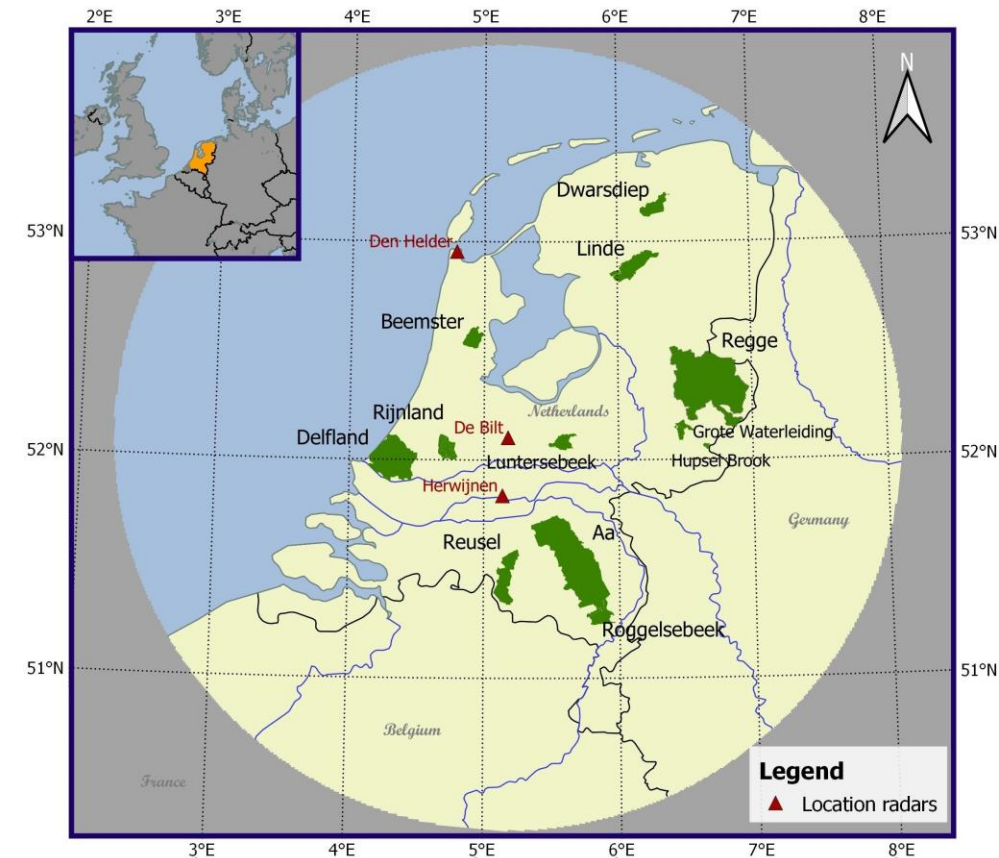 2°E 3°E 4°E 5°E 6°E 7°E 8°E
N
Dwarsdiep
53°N
Den Helder
Linde
53°N
Beemster
Regge
Rijnland
Netherlands
Delfland
De Bilt
Grote Waterleiding
52°N
Luntersebeek
Hupsel Brook
52°N
Herwijnen
Germany
Reusel
Aa
Roggelsebeek
51°N
51°N
Belgium
France
Legend
Location radars
3°E 4°E 5°E 6°E 7°E 8°E